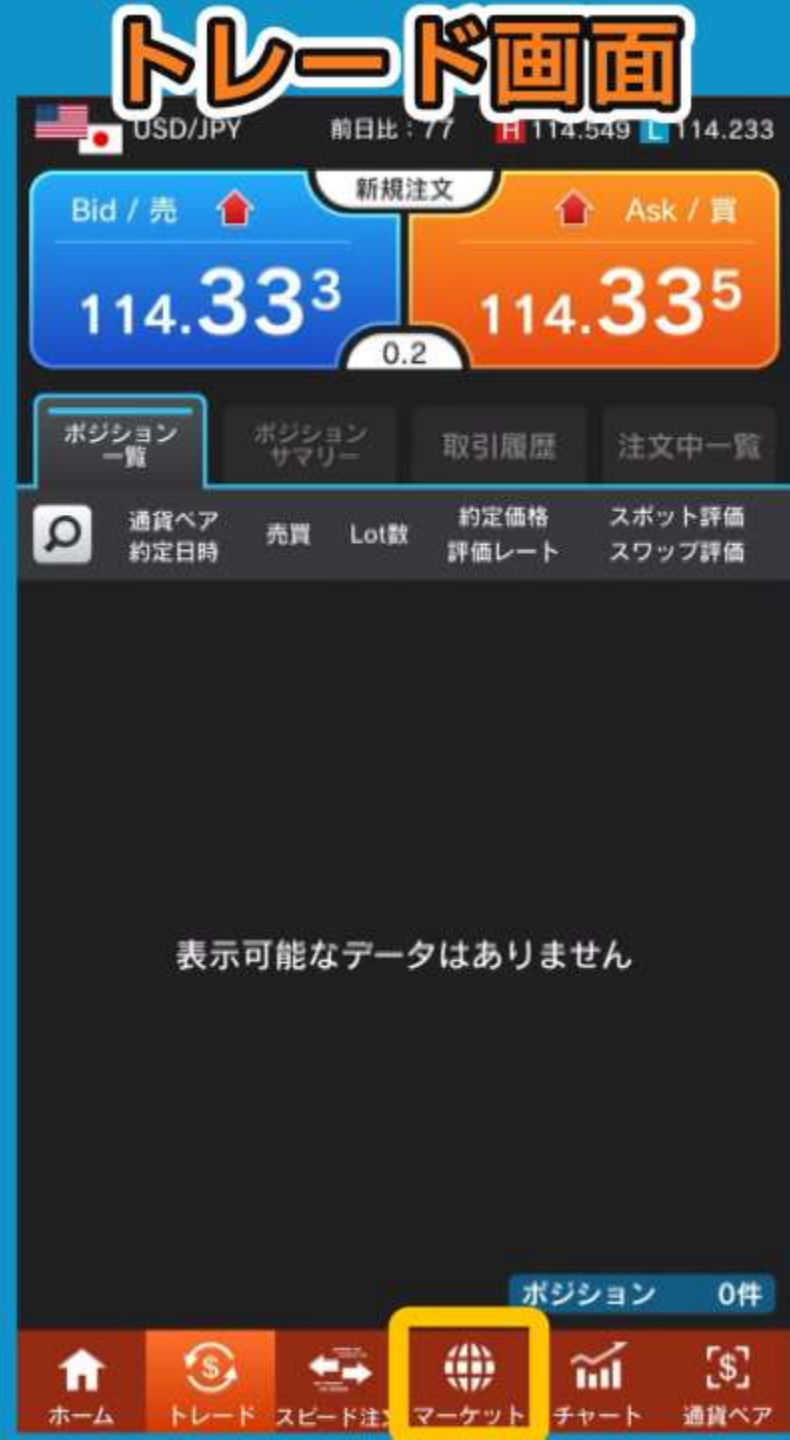 トレード画面
USD/JPY 前日比：77 H 114.549 L 114.233
新規注文
Bid / 売 Ask / 買
114.333 114.335
0.2
ポジション一覧 ポジションサマリー 取引履歴 注文中一覧
通貨ペア 売買 Lot数 約定価格 スポット評価
約定日時 評価レート スワップ評価
表示可能なデータはありません
ポジション 0件
ホーム トレード スピード注 マーケット チャート 通貨ペア